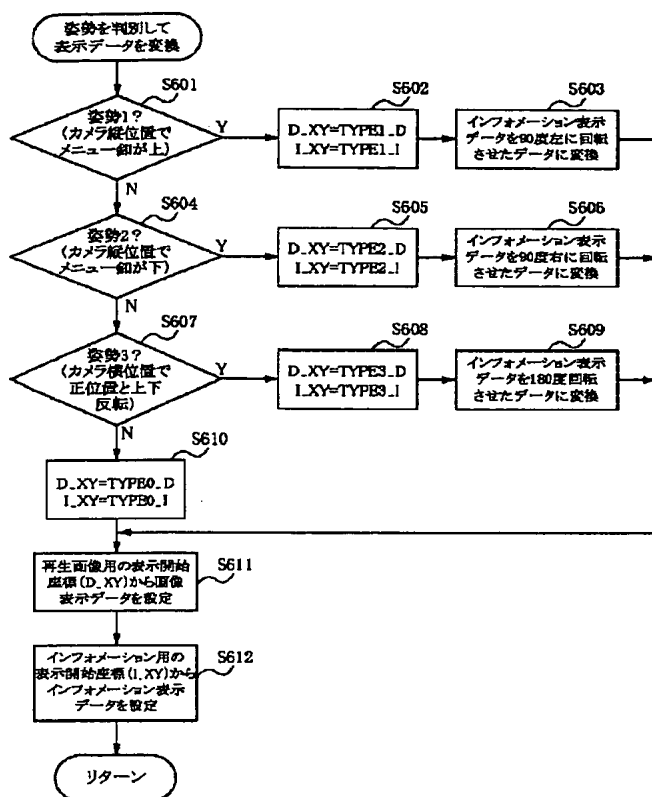 姿勢を判別して
表示データを変換
S601
姿勢1?
(カメラ縦位置で
メニュー釦が上)
Y
N
S602
D_XY=TYPE1_D
I_XY=TYPE1_I
S603
インフォメーション表示
データを90度左に回転
させたデータに変換
S604
姿勢2?
(カメラ縦位置で
メニュー釦が下)
Y
N
S605
D_XY=TYPE2_D
I_XY=TYPE2_I
S606
インフォメーション表示
データを90度右に回転
させたデータに変換
S607
姿勢3?
(カメラ横位置で
正位置と上下
反転)
Y
N
S608
D_XY=TYPE3_D
I_XY=TYPE3_I
S609
インフォメーション表示
データを180度回転
させたデータに変換
S610
D_XY=TYPE0_D
I_XY=TYPE0_I
再生画像用の表示開始
座標(D_XY)から画像
表示データを設定
S611
インフォメーション用の
表示開始座標(I_XY)から
インフォメーション表示
データを設定
S612
リターン